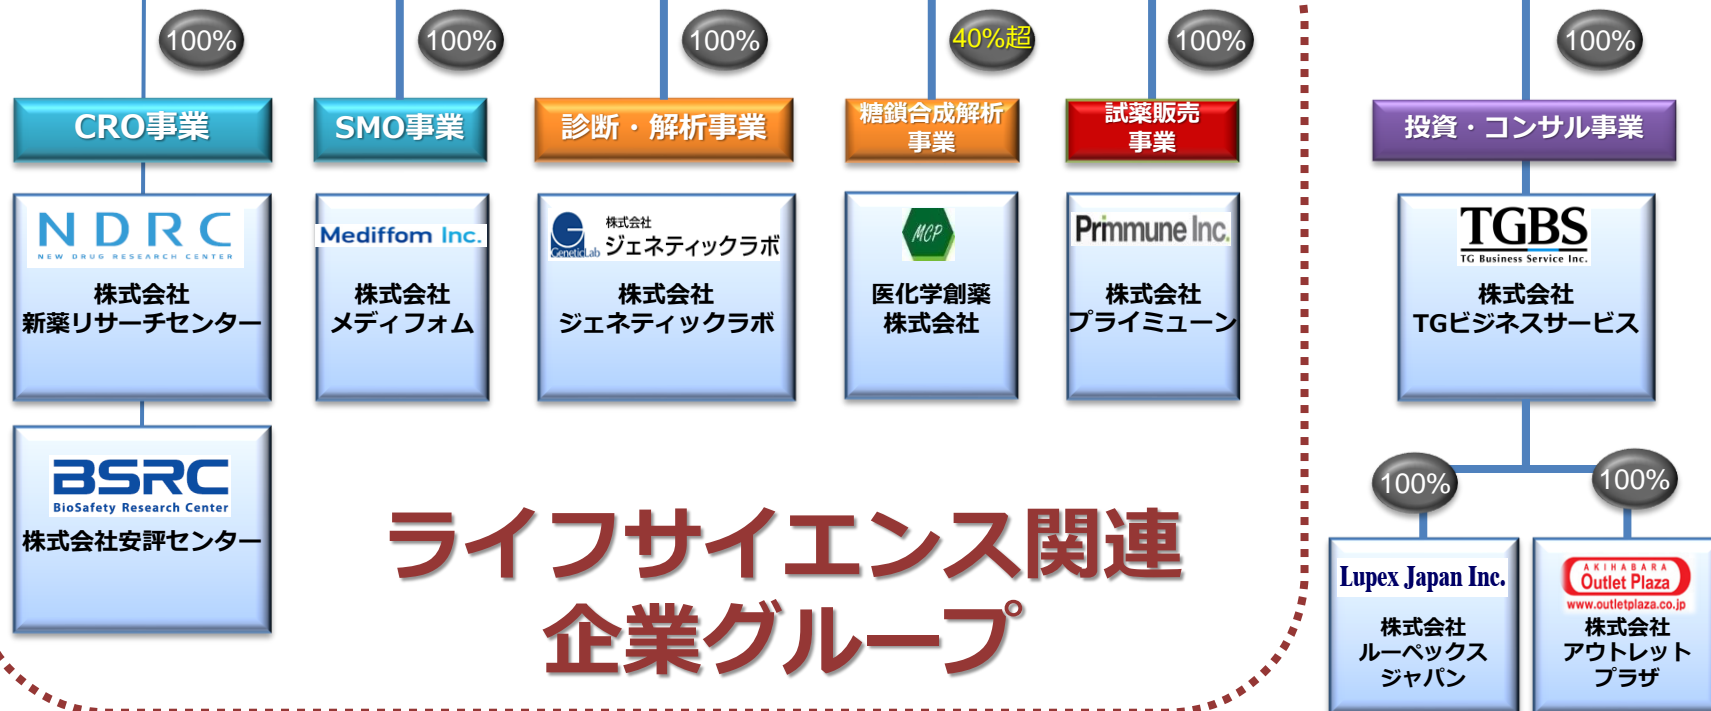 100%
100%
100%
40%超
100%
100%
CRO事業
SMO事業
診断・解析事業
糖鎖合成解析
事業
試薬販売
事業
投資・コンサル事業
NDRC
NEW DRUG RESEARCH CENTER
株式会社
新薬リサーチセンター
Mediffom Inc.
株式会社
メディフォム
GeneticLab
株式会社
ジェネティックラボ
株式会社
ジェネティックラボ
MCP
医化学創薬
株式会社
Primmune Inc.
株式会社
プライミューン
TGBS
TG Business Service Inc.
株式会社
TGビジネスサービス
BSRC
BioSafety Research Center
株式会社安評センター
ライフサイエンス関連
企業グループ
100%
100%
Lupex Japan Inc.
株式会社
ルーペックス
ジャパン
AKIHABARA
Outlet Plaza
www.outletplaza.co.jp
株式会社
アウトレット
プラザ